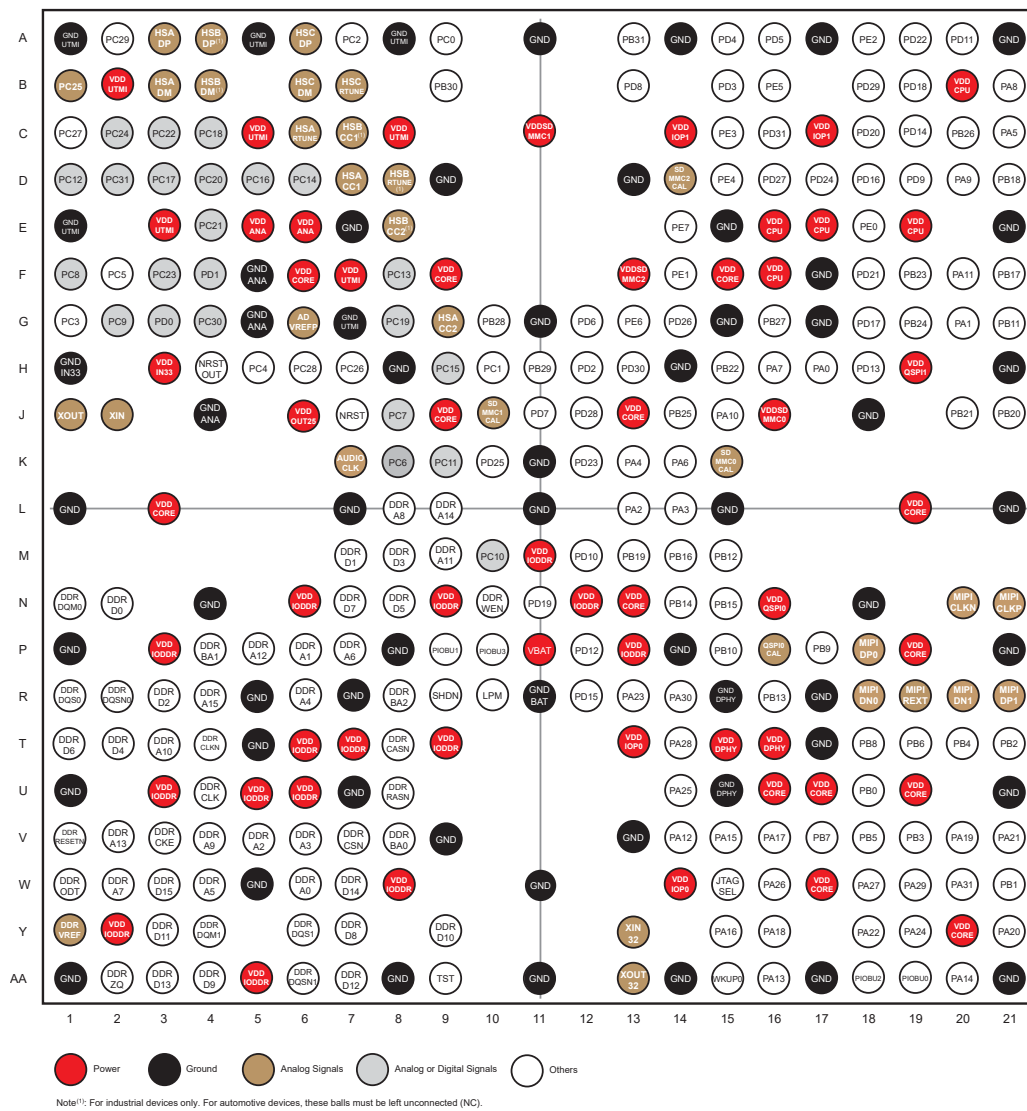 A GND UTMI PC29 HSA DP HSB DP(1) GND UTMI HSC DP PC2 GND UTMI PC0 GND PB31 GND PD4 PD5 GND PE2 PD22 PD11 GND
B PC25 VDD UTMI HSA DM HSB DM(1) HSC DM HSC RTUNE PB30 PD8 PD3 PE5 PD29 PD18 VDD CPU PA8
C PC27 PC24 PC22 PC18 VDD UTMI HSA RTUNE HSB CC1(1) VDD UTMI VDDSD MMC1 VDD IOP1 PE3 PD31 VDD IOP1 PD20 PD14 PB26 PA5
D PC12 PC31 PC17 PC20 PC16 PC14 HSA CC1 HSB RTUNE (1) GND GND SD MMC2 CAL PE4 PD27 PD24 PD16 PD9 PA9 PB18
E GND UTMI VDD UTMI PC21 VDD ANA VDD ANA GND HSB CC2(1) PE7 GND VDD CPU VDD CPU PE0 VDD CPU GND
F PC8 PC5 PC23 PD1 GND ANA VDD CORE VDD UTMI PC13 VDD CORE VDDSD MMC2 PE1 VDD CORE VDD CPU GND PD21 PB23 PA11 PB17
G PC3 PC9 PD0 PC30 GND ANA AD VREFP GND UTMI PC19 HSA CC2 PB28 GND PD6 PE6 PD26 GND PB27 GND PD17 PB24 PA1 PB11
H GND IN33 VDD IN33 NRST OUT PC4 PC28 PC26 GND PC15 PC1 PB29 PD2 PD30 GND PB22 PA7 PA0 PD13 VDD QSPI1 GND
J XOUT XIN GND ANA VDD OUT25 NRST PC7 VDD CORE SD MMC1 CAL PD7 PD28 VDD CORE PB25 PA10 VDDSD MMC0 GND PB21 PB20
K AUDIO CLK PC6 PC11 PD25 GND PD23 PA4 PA6 SD MMC0 CAL
L GND VDD CORE GND DDR A8 DDR A14 GND PA2 PA3 GND VDD CORE GND
M DDR D1 DDR D3 DDR A11 PC10 VDD IODDR PD10 PB19 PB16 PB12
N DDR DQM0 DDR D0 GND VDD IODDR DDR D7 DDR D5 VDD IODDR DDR WEN PD19 VDD IODDR VDD CORE PB14 PB15 VDD QSPI0 GND MIPI CLKN MIPI CLKP
P GND VDD IODDR DDR BA1 DDR A12 DDR A1 DDR A6 GND PIOBU1 PIOBU3 VBAT PD12 VDD IODDR GND PB10 QSPI0 CAL PB9 MIPI DP0 VDD CORE GND
R DDR DQS0 DDR DQSN0 DDR D2 DDR A15 GND DDR A4 GND DDR BA2 SHDN LPM GND BAT PD15 PA23 PA30 GND DPHY PB13 GND MIPI DN0 MIPI REXT MIPI DN1 MIPI DP1
T DDR D6 DDR D4 DDR A10 DDR CLKN GND VDD IODDR VDD IODDR DDR CASN VDD IODDR VDD IOP0 PA28 VDD DPHY VDD DPHY GND PB8 PB6 PB4 PB2
U GND VDD IODDR DDR CLK VDD IODDR VDD IODDR GND DDR RASN PA25 GND DPHY VDD CORE VDD CORE PB0 VDD CORE GND
V DDR RESETN DDR A13 DDR CKE DDR A9 DDR A2 DDR A3 DDR CSN DDR BA0 GND GND PA12 PA15 PA17 PB7 PB5 PB3 PA19 PA21
W DDR ODT DDR A7 DDR D15 DDR A5 GND DDR A0 DDR D14 VDD IODDR GND VDD IOP0 JTAG SEL PA26 VDD CORE PA27 PA29 PA31 PB1
Y DDR VREF VDD IODDR DDR D11 DDR DQM1 DDR DQS1 DDR D8 DDR D10 XIN 32 PA16 PA18 PA22 PA24 VDD CORE PA20
AA GND DDR ZQ DDR D13 DDR D9 VDD IODDR DDR DQSN1 DDR D12 GND TST GND XOUT 32 GND WKUP0 PA13 GND PIOBU2 PIOBU0 PA14 GND
1 2 3 4 5 6 7 8 9 10 11 12 13 14 15 16 17 18 19 20 21
Power Ground Analog Signals Analog or Digital Signals Others
Note(1): For industrial devices only. For automotive devices, these balls must be left unconnected (NC).